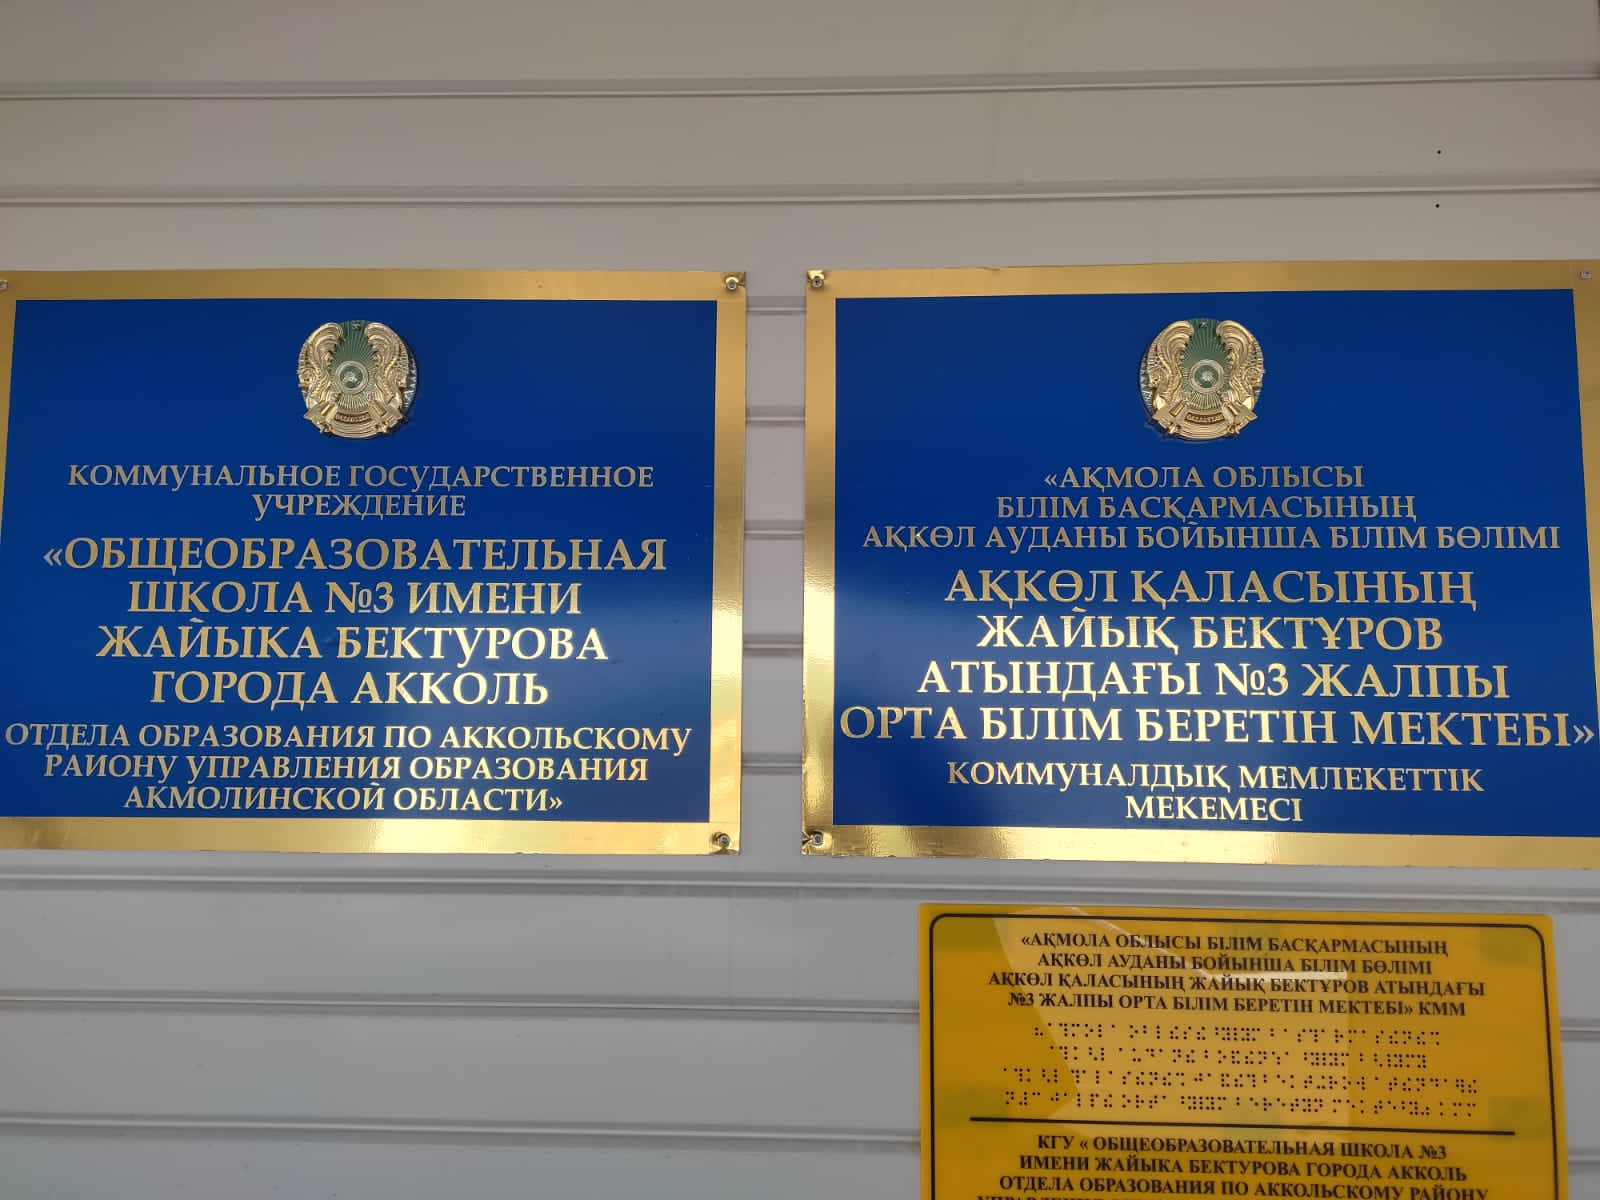 КОММУНАЛЬНОЕ ГОСУДАРСТВЕННОЕ
УЧРЕЖДЕНИЕ
«ОБЩЕОБРАЗОВАТЕЛЬНАЯ
ШКОЛА №3 ИМЕНИ
ЖАЙЫКА БЕКТУРОВА
ГОРОДА АККОЛЬ
ОТДЕЛА ОБРАЗОВАНИЯ ПО АККОЛЬСКОМУ
РАЙОНУ УПРАВЛЕНИЯ ОБРАЗОВАНИЯ
АКМОЛИНСКОЙ ОБЛАСТИ»
«АҚМОЛА ОБЛЫСЫ
БІЛІМ БАСҚАРМАСЫНЫҢ
АҚКӨЛ АУДАНЫ БОЙЫНША БІЛІМ БӨЛІМІ
АҚКӨЛ ҚАЛАСЫНЫҢ
ЖАЙЫҚ БЕКТҰРОВ
АТЫНДАҒЫ №3 ЖАЛПЫ
ОРТА БІЛІМ БЕРЕТІН МЕКТЕБІ»
КОММУНАЛДЫҚ МЕМЛЕКЕТТІК
МЕКЕМЕСІ
«АҚМОЛА ОБЛЫСЫ БІЛІМ БАСҚАРМАСЫНЫҢ
АҚКӨЛ АУДАНЫ БОЙЫНША БІЛІМ БӨЛІМІ
АҚКӨЛ ҚАЛАСЫНЫҢ ЖАЙЫҚ БЕКТҰРОВ АТЫНДАҒЫ
№3 ЖАЛПЫ ОРТА БІЛІМ БЕРЕТІН МЕКТЕБІ» КММ
КГУ « ОБЩЕОБРАЗОВАТЕЛЬНАЯ ШКОЛА №3
ИМЕНИ ЖАЙЫКА БЕКТУРОВА ГОРОДА АККОЛЬ
ОТДЕЛА ОБРАЗОВАНИЯ ПО АККОЛЬСКОМУ РАЙОНУ